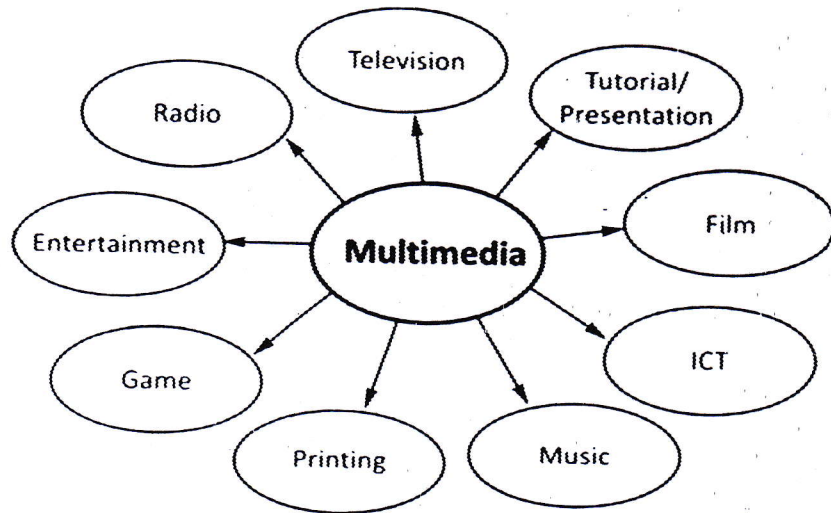 Television
Tutorial/
Presentation
Radio
Film
Entertainment
Multimedia
ICT
Game
Music
Printing